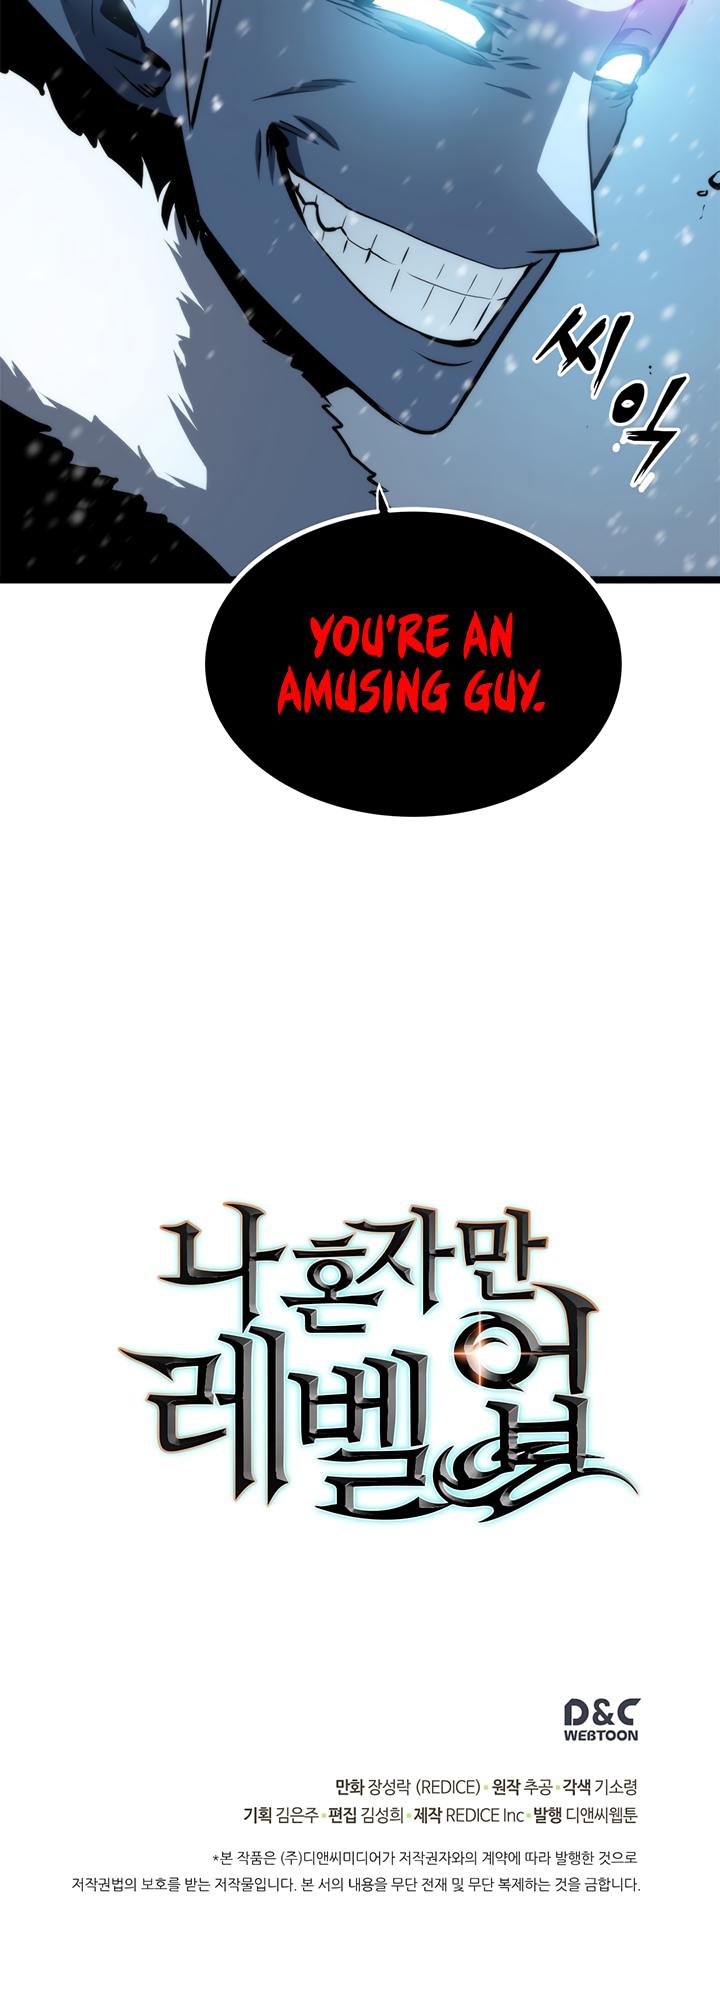 씨익
YOU'RE AN
AMUSING GUY.
나 혼자만
레벨업
D&C
WEBTOON
만화 장성락 (REDICE) • 원작 추공 • 각색 기소령
기획 김은주 • 편집 김성희 • 제작 REDICE Inc • 발행 디앤씨웹툰
*본 작품은 (주)디앤씨미디어가 저작권자와의 계약에 따라 발행한 것으로
저작권법의 보호를 받는 저작물입니다. 본 서의 내용을 무단 전재 및 무단 복제하는 것을 금합니다.